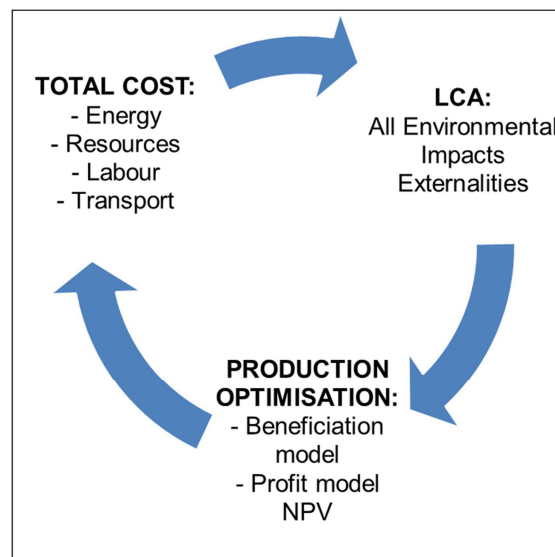 TOTAL COST:
- Energy
- Resources
- Labour
- Transport
LCA:
All Environmental
Impacts
Externalities
PRODUCTION
OPTIMISATION:
- Beneficiation
model
- Profit model
NPV